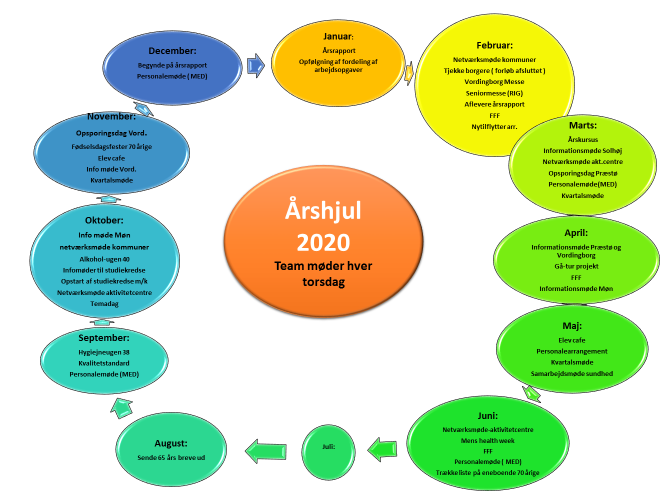 Årshjul
2020
Team møder hver
torsdag
Januar:
Årsrapport
Opfølgning af fordeling af
arbejdsopgaver
Februar:
Netværksmøde kommuner
Tjekke borgere ( forløb afsluttet )
Vordingborg Messe
Seniormesse (RIG)
Aflevere årsrapport
FFF
Nytilflytter arr.
Marts:
Årskursus
Informationsmøde Solhøj
Netværksmøde akt.centre
Opsporingsdag Præstø
Personalemøde(MED)
Kvartalsmøde
April:
Informationsmøde Præstø og
Vordingborg
Gå-tur projekt
FFF
Informationsmøde Møn
Maj:
Elev cafe
Personalearrangement
Kvartalsmøde
Samarbejdsmøde sundhed
Juni:
Netværksmøde-aktivitetcentre
Mens health week
FFF
Personalemøde ( MED)
Trække liste på eneboende 70 årige
Juli:
August:
Sende 65 års breve ud
September:
Hygiejneugen 38
Kvalitetstandard
Personalemøde (MED)
Oktober:
Info møde Møn
netværksmøde kommuner
Alkohol-ugen 40
Infomøder til studiekredse
Opstart af studiekredse m/k
Netværksmøde aktivitetcentre
Temadag
November:
Opsporingsdag Vord.
Fødselsdagsfester 70 årige
Elev cafe
Info møde Vord.
Kvartalsmøde
December:
Begynde på årsrapport
Personalemøde ( MED)